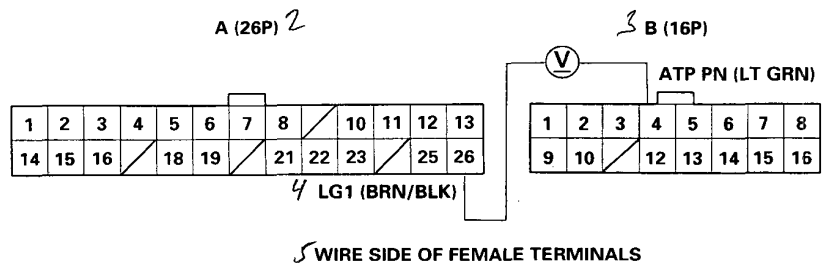 A (26P) 2
3 B (16P)
V
ATP PN (LT GRN)
1 2 3 4 5 6 7 8 10 11 12 13
14 15 16 18 19 21 22 23 25 26
1 2 3 4 5 6 7 8
9 10 12 13 14 15 16
4 LG1 (BRN/BLK)
5 WIRE SIDE OF FEMALE TERMINALS